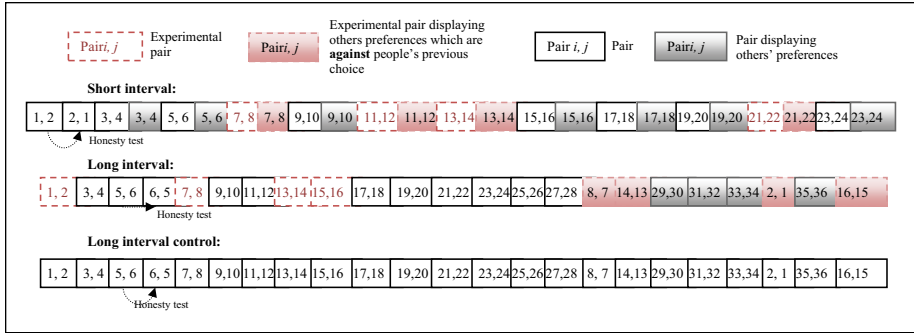 Pairi, j
Experimental pair
Pairi, j
Experimental pair displaying others preferences which are against people's previous choice
Pair i, j
Pair
Pairi, j
Pair displaying others' preferences
Short interval:
1, 2 2, 1 3, 4 3, 4 5, 6 5, 6 7, 8 7, 8 9,10 9,10 11,12 11,12 13,14 13,14 15,16 15,16 17,18 17,18 19,20 19,20 21,22 21,22 23,24 23,24
Honesty test
Long interval:
1, 2 3, 4 5, 6 6, 5 7, 8 9,10 11,12 13,14 15,16 17,18 19,20 21,22 23,24 25,26 27,28 8, 7 14,13 29,30 31,32 33,34 2, 1 35,36 16,15
Honesty test
Long interval control:
1, 2 3, 4 5, 6 6, 5 7, 8 9,10 11,12 13,14 15,16 17,18 19,20 21,22 23,24 25,26 27,28 8, 7 14,13 29,30 31,32 33,34 2, 1 35,36 16,15
Honesty test